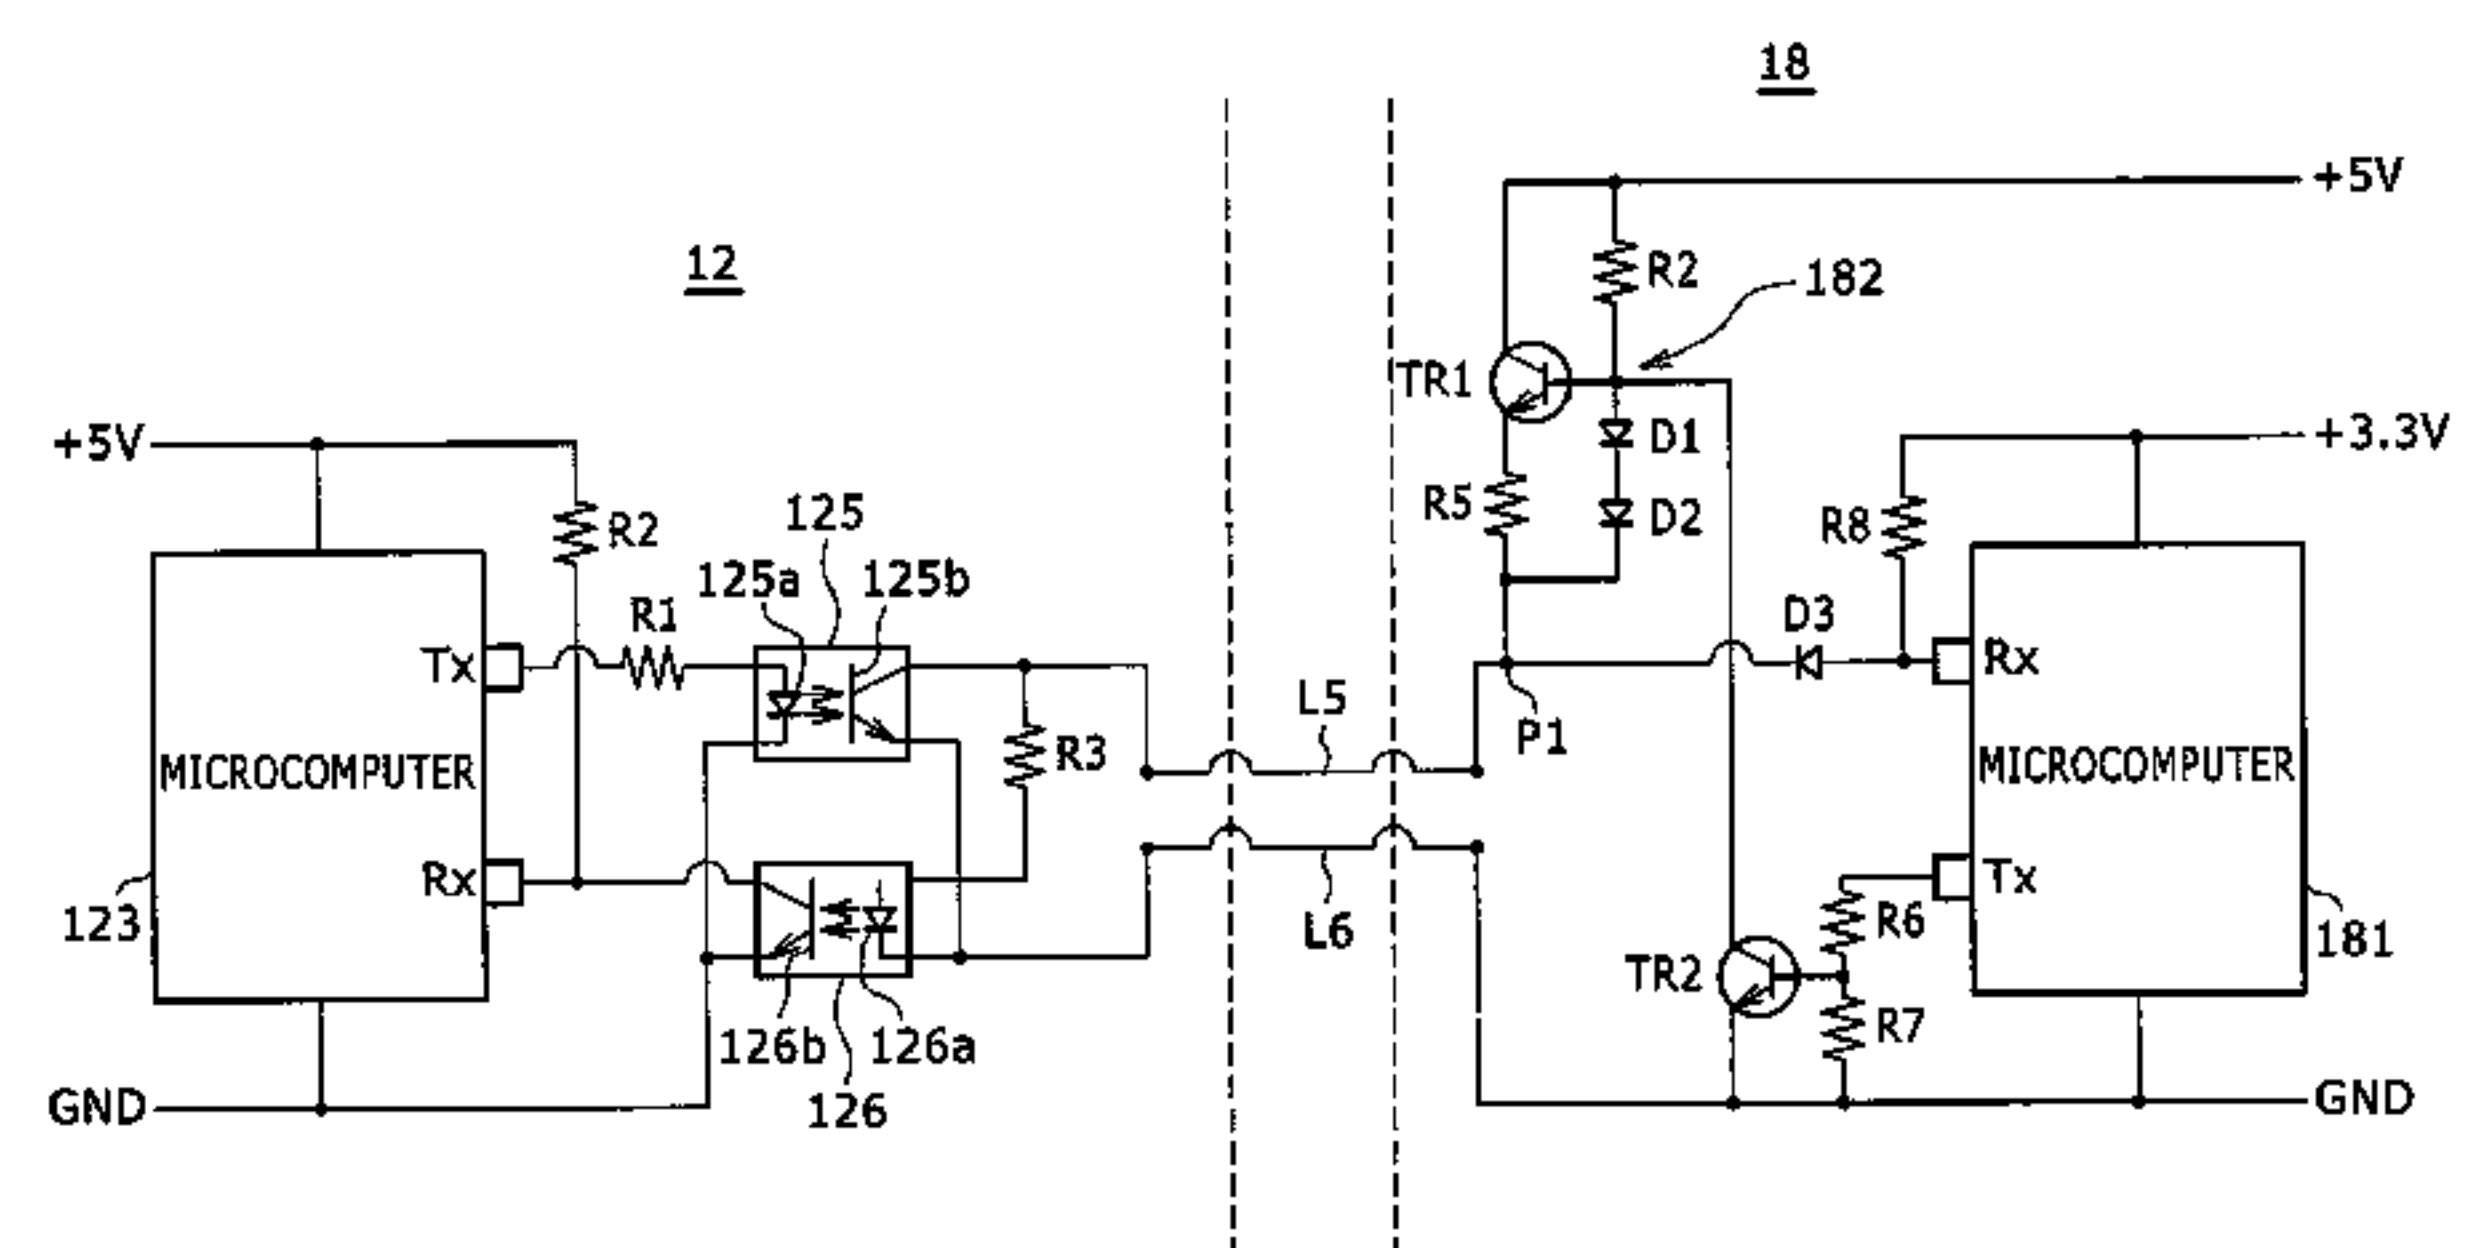 18
+5V
12
R2
182
TR1
+5V
D1
+3.3V
R5
D2
R8
R2
125
125a
125b
R1
D3
Tx
Rx
L5
P1
R3
MICROCOMPUTER
MICROCOMPUTER
Rx
Tx
123
L6
R6
181
TR2
126b
126a
R7
126
GND
GND